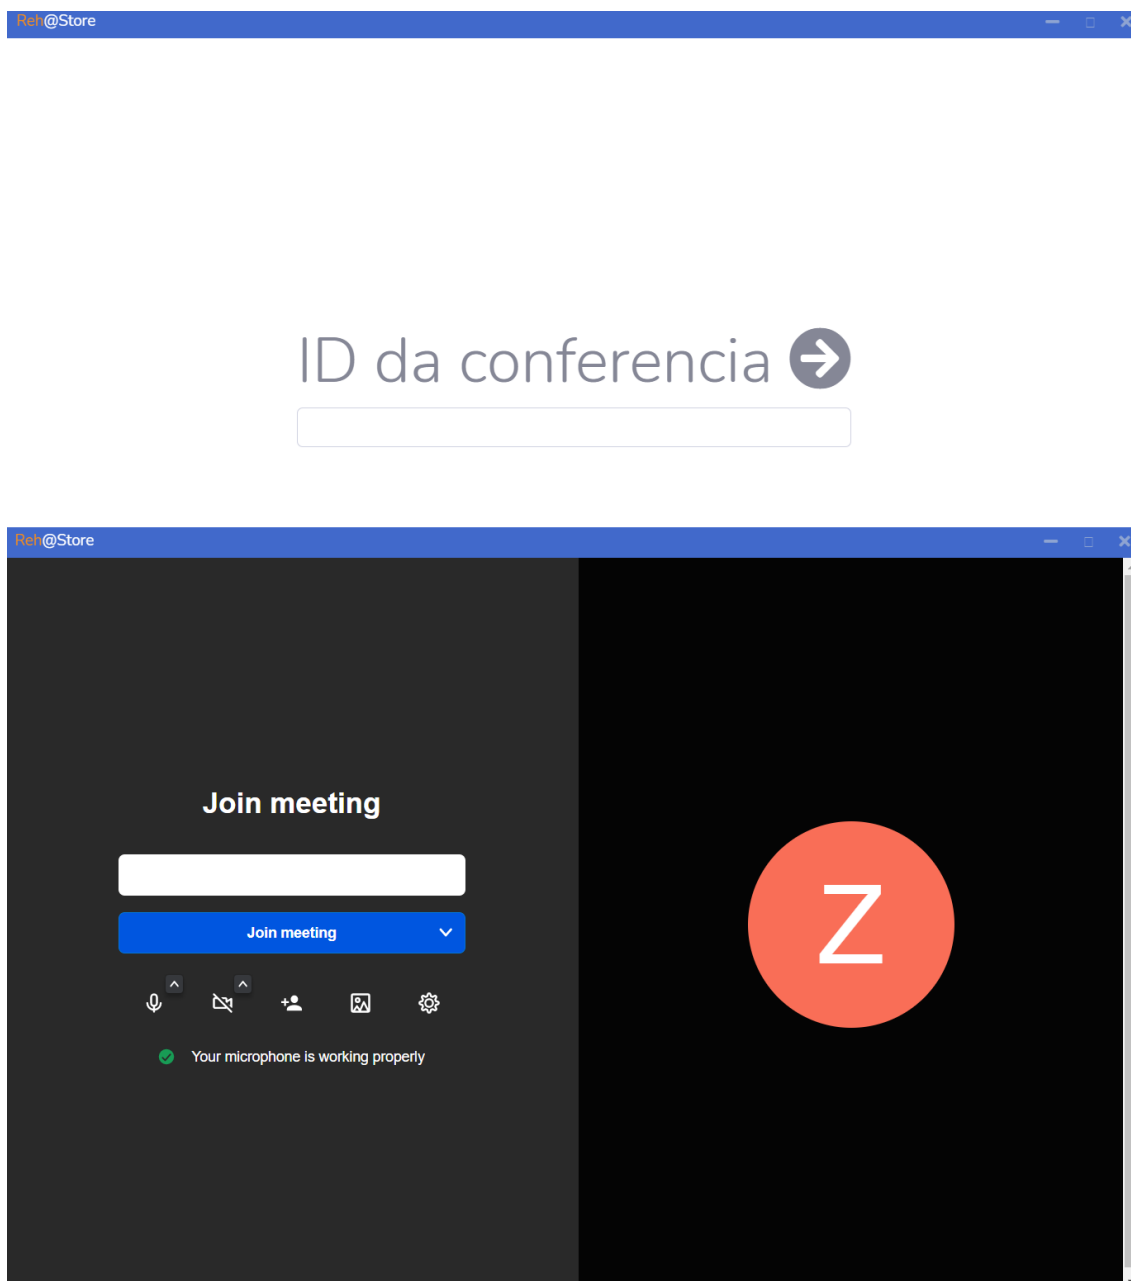 Reh@Store
ID da conferencia
Reh@Store
Join meeting
Join meeting
Your microphone is working properly
Z